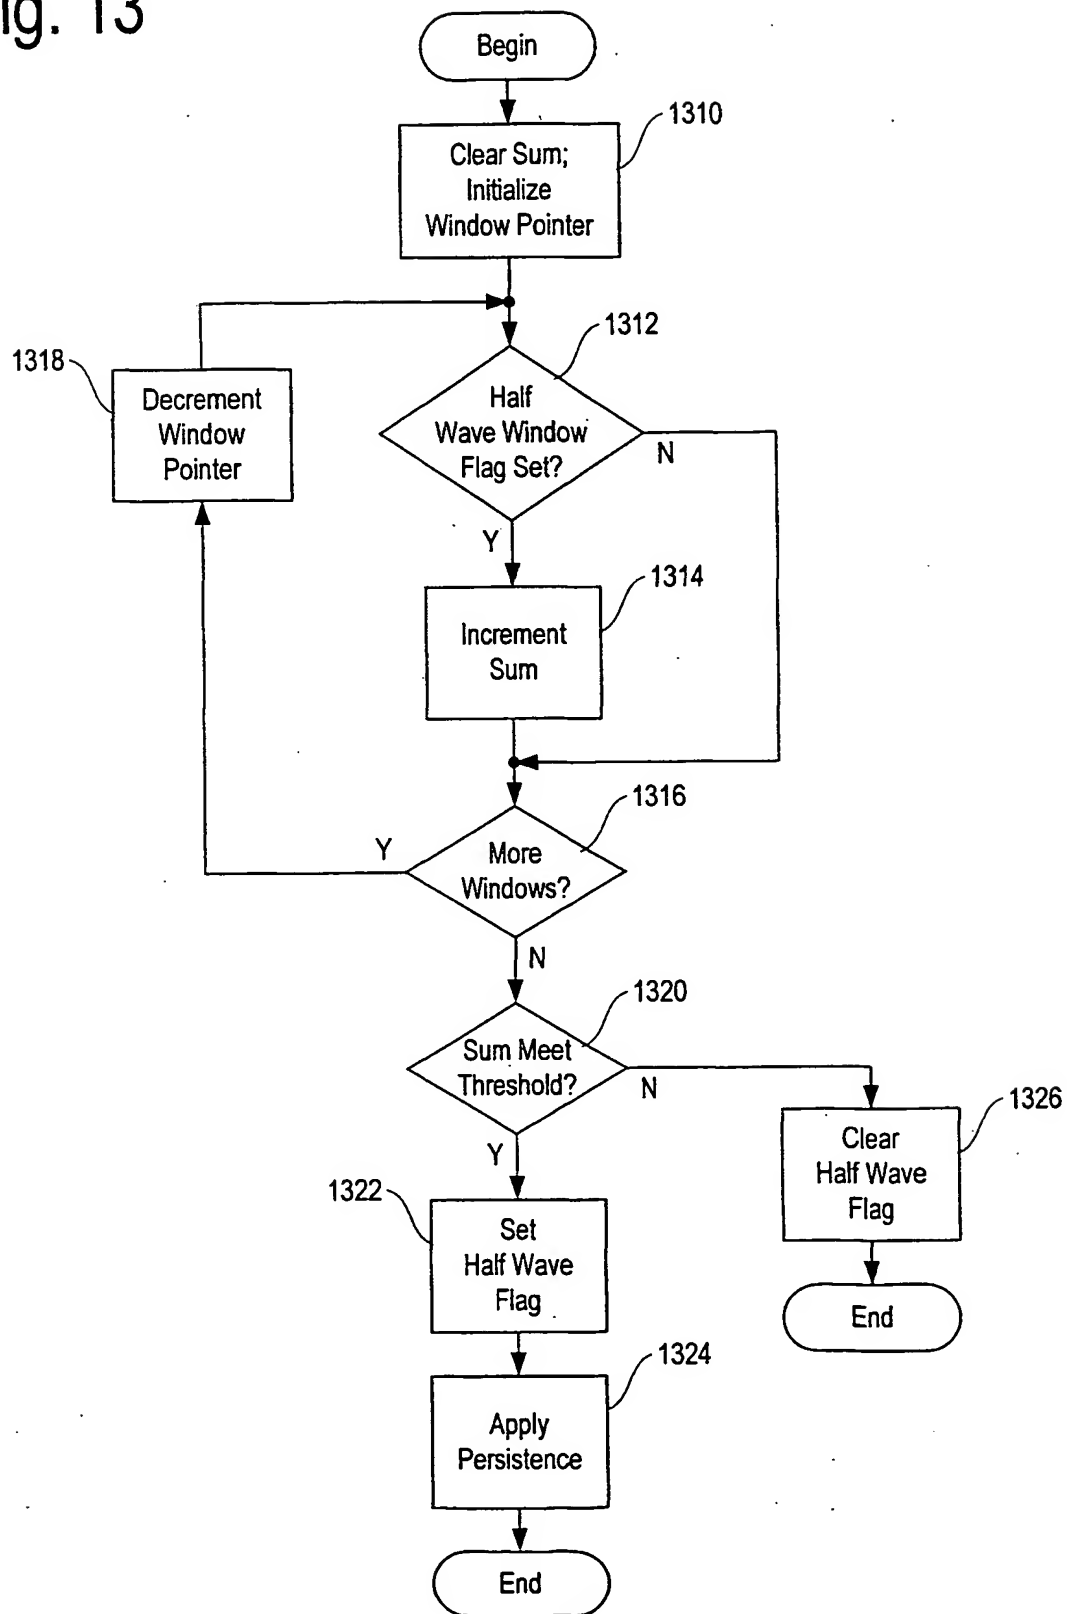 ig. 13
Begin
1310
Clear Sum;
Initialize
Window Pointer
1312
1318
Decrement
Window
Pointer
Half
Wave Window
Flag Set?
N
Y
1314
Increment
Sum
1316
Y
More
Windows?
N
1320
Sum Meet
Threshold?
N
1326
Y
Clear
Half Wave
Flag
1322
Set
Half Wave
Flag
End
1324
Apply
Persistence
End